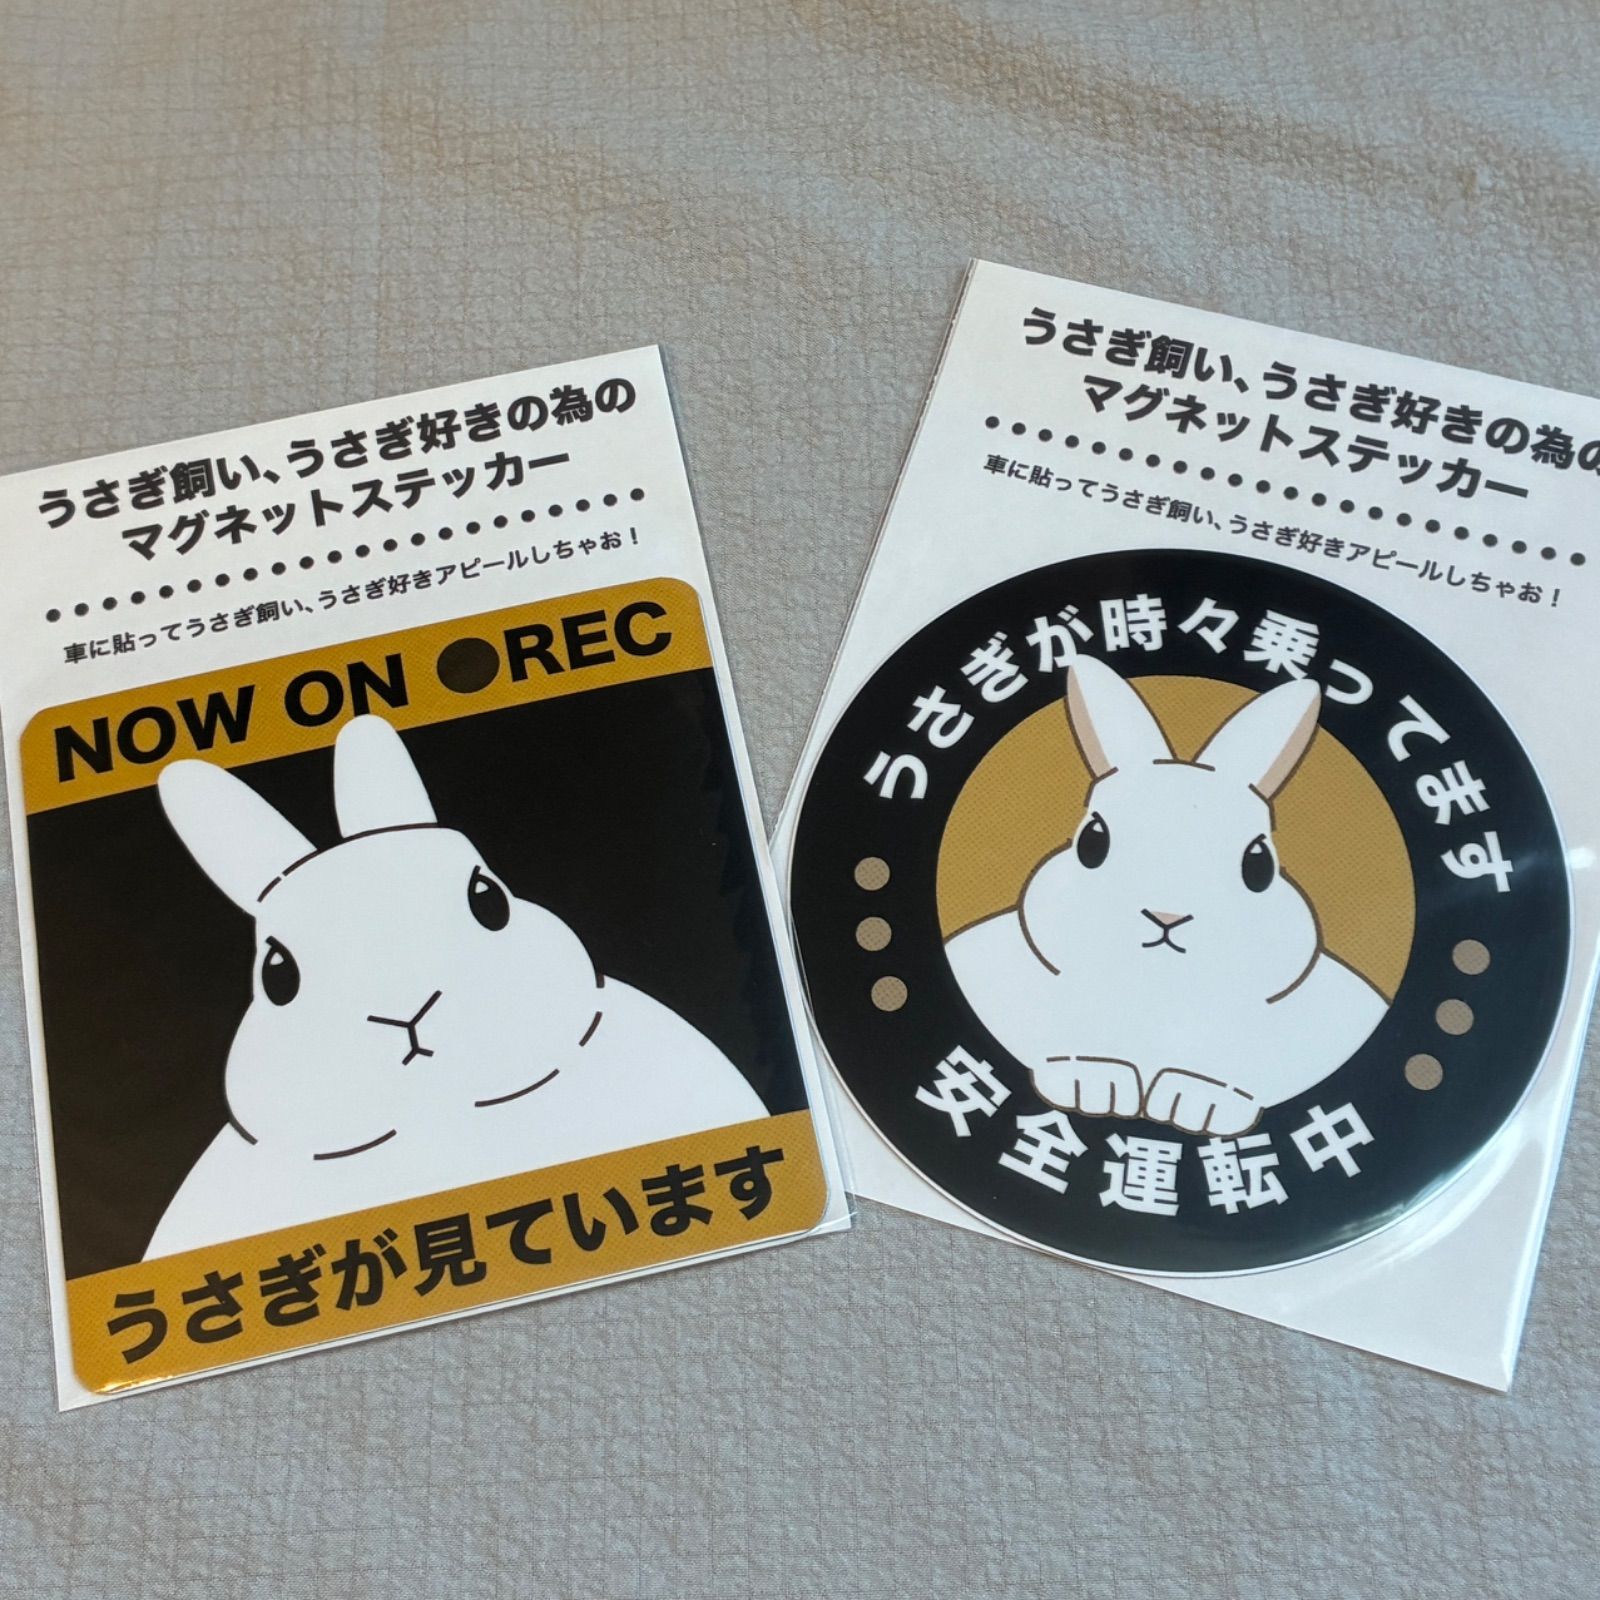 うさぎ飼い、うさぎ好きの為の
マグネットステッカー
車に貼ってうさぎ飼い、うさぎ好きアピールしちゃお！
NOW ON ●REC
うさぎが見ています
うさぎ飼い、うさぎ好きの為の
マグネットステッカー
車に貼ってうさぎ飼い、うさぎ好きアピールしちゃお！
うさぎが時々乗ってます
安全運転中